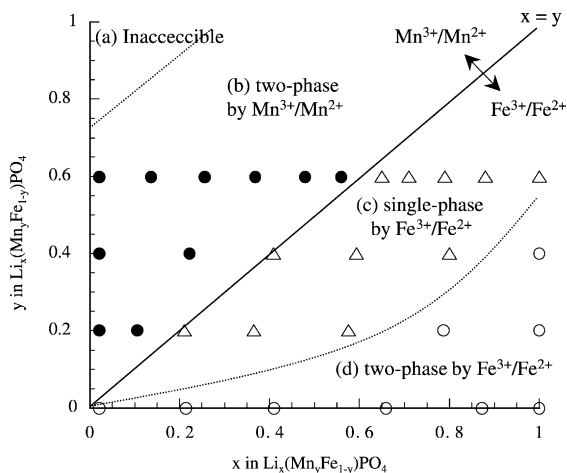 x = y
(a) Inacceccible
Mn3+/Mn2+
(b) two-phase
by Mn3+/Mn2+
Fe3+/Fe2+
(c) single-phase
by Fe3+/Fe2+
(d) two-phase by Fe3+/Fe2+
1
0.8
0.6
0.4
0.2
0
y in Lix(MnyFe1-y)PO4
0 0.2 0.4 0.6 0.8 1
x in Lix(MnyFe1-y)PO4